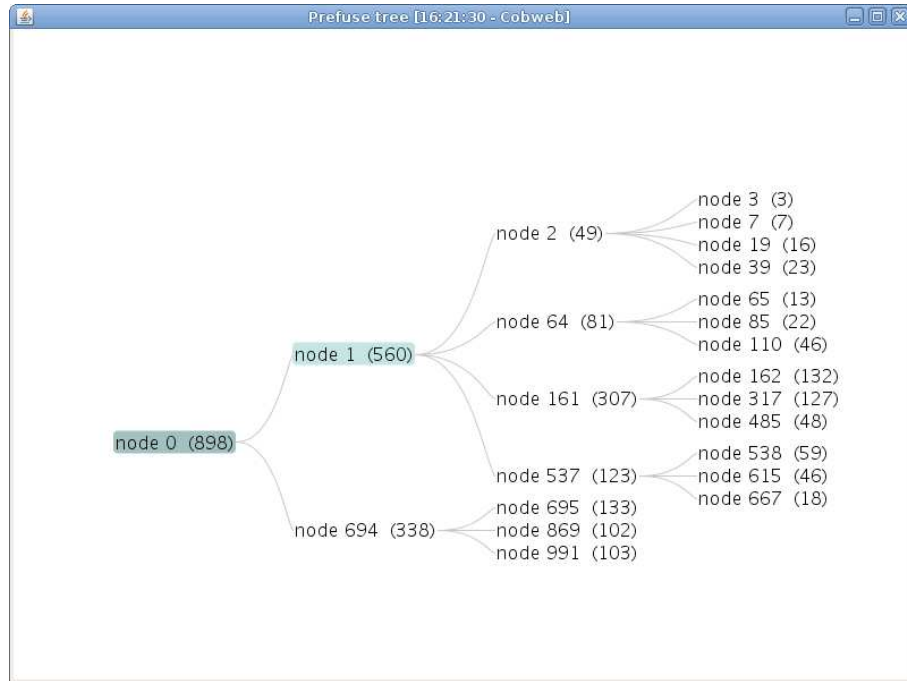 Prefuse tree [16:21:30 - Cobweb]
node 3 (3)
node 7 (7)
node 2 (49)
node 19 (16)
node 39 (23)
node 65 (13)
node 64 (81)
node 85 (22)
node 110 (46)
node 1 (560)
node 162 (132)
node 161 (307)
node 317 (127)
node 485 (48)
node 0 (898)
node 538 (59)
node 537 (123)
node 615 (46)
node 667 (18)
node 695 (133)
node 694 (338)
node 869 (102)
node 991 (103)